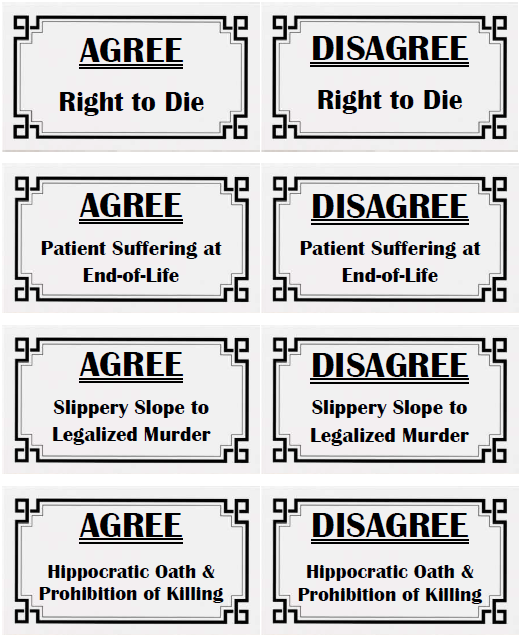 AGREE
Right to Die
DISAGREE
Right to Die
AGREE
Patient Suffering at
End-of-Life
DISAGREE
Patient Suffering at
End-of-Life
AGREE
Slippery Slope to
Legalized Murder
DISAGREE
Slippery Slope to
Legalized Murder
AGREE
Hippocratic Oath &
Prohibition of Killing
DISAGREE
Hippocratic Oath &
Prohibition of Killing